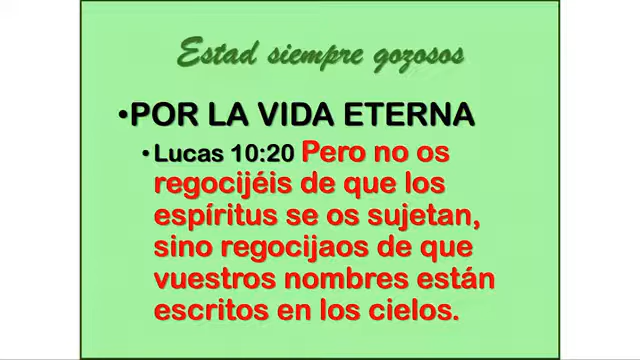 Estad siempre gozosos
•POR LA VIDA ETERNA
•Lucas 10:20 Pero no os
regocijéis de que los
espíritus se os sujetan,
sino regocijaos de que
vuestros nombres están
escritos en los cielos.